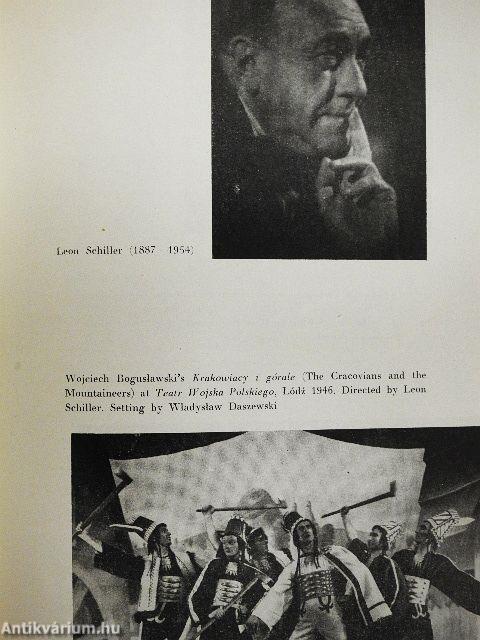 Leon Schiller (1887 - 1954)
Wojciech Bogusławski's Krakowiacy i górale (The Cracovians and the
Mountaineers) at Teatr Wojska Polskiego, Łódź 1946. Directed by Leon
Schiller. Setting by Władysław Daszewski
Antikvárium.hu